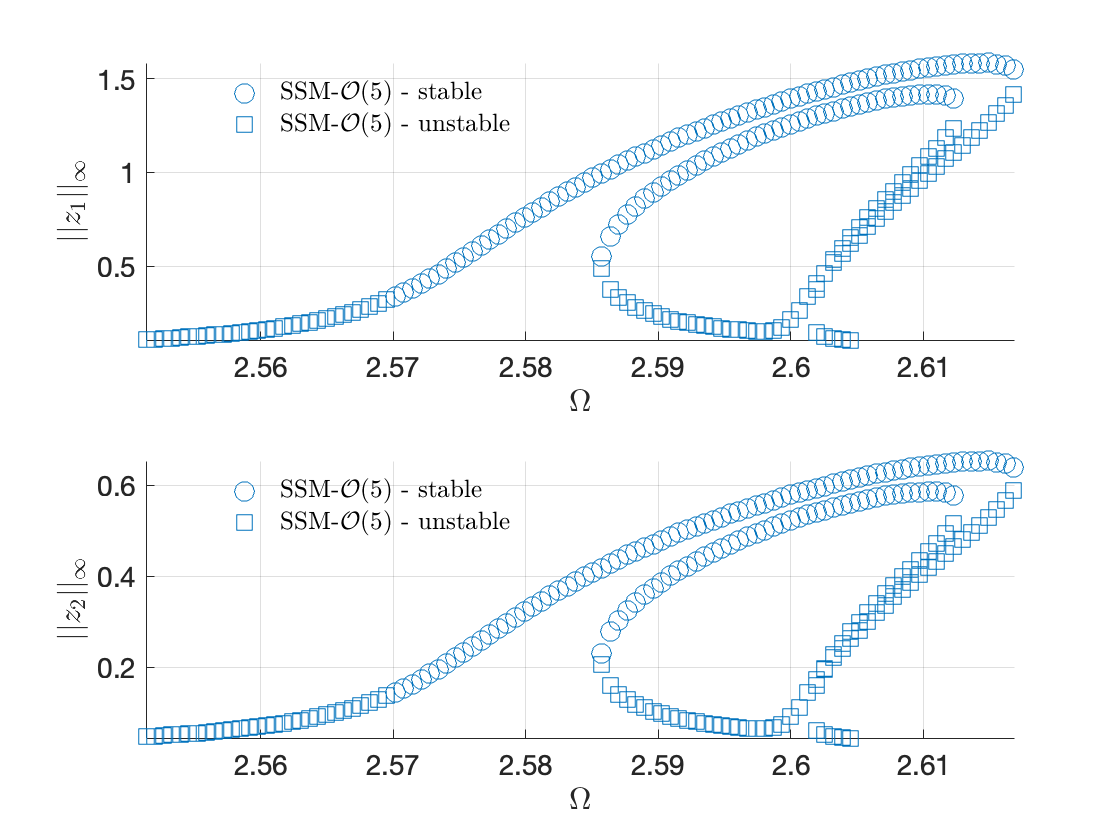 1.5
1
0.5
||z₁||∞
SSM-𝒪(5) - stable
SSM-𝒪(5) - unstable
2.56 2.57 2.58 2.59 2.6 2.61
Ω
0.6
0.4
0.2
||z₂||∞
SSM-𝒪(5) - stable
SSM-𝒪(5) - unstable
2.56 2.57 2.58 2.59 2.6 2.61
Ω